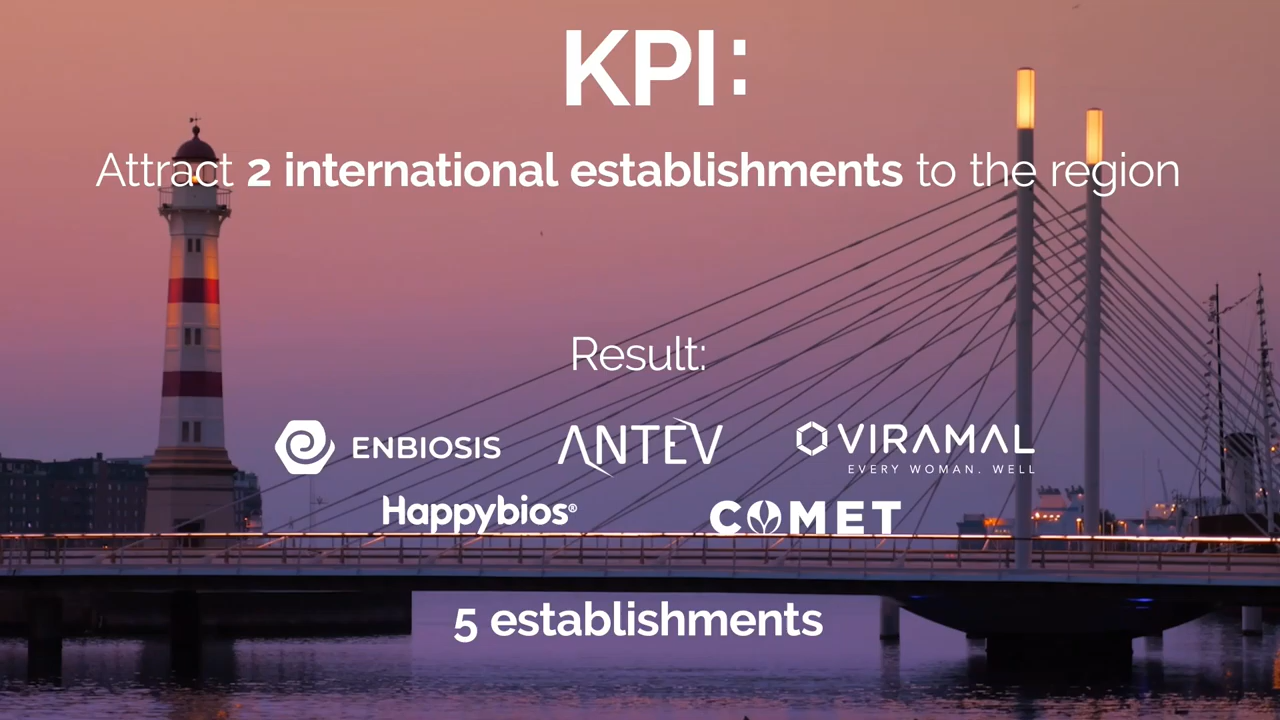 KPI:
Attract 2 international establishments to the region
Result:
ENBIOSIS ANTEV VIRAMAL
EVERY WOMAN. WELL
Happybios® COMET
5 establishments